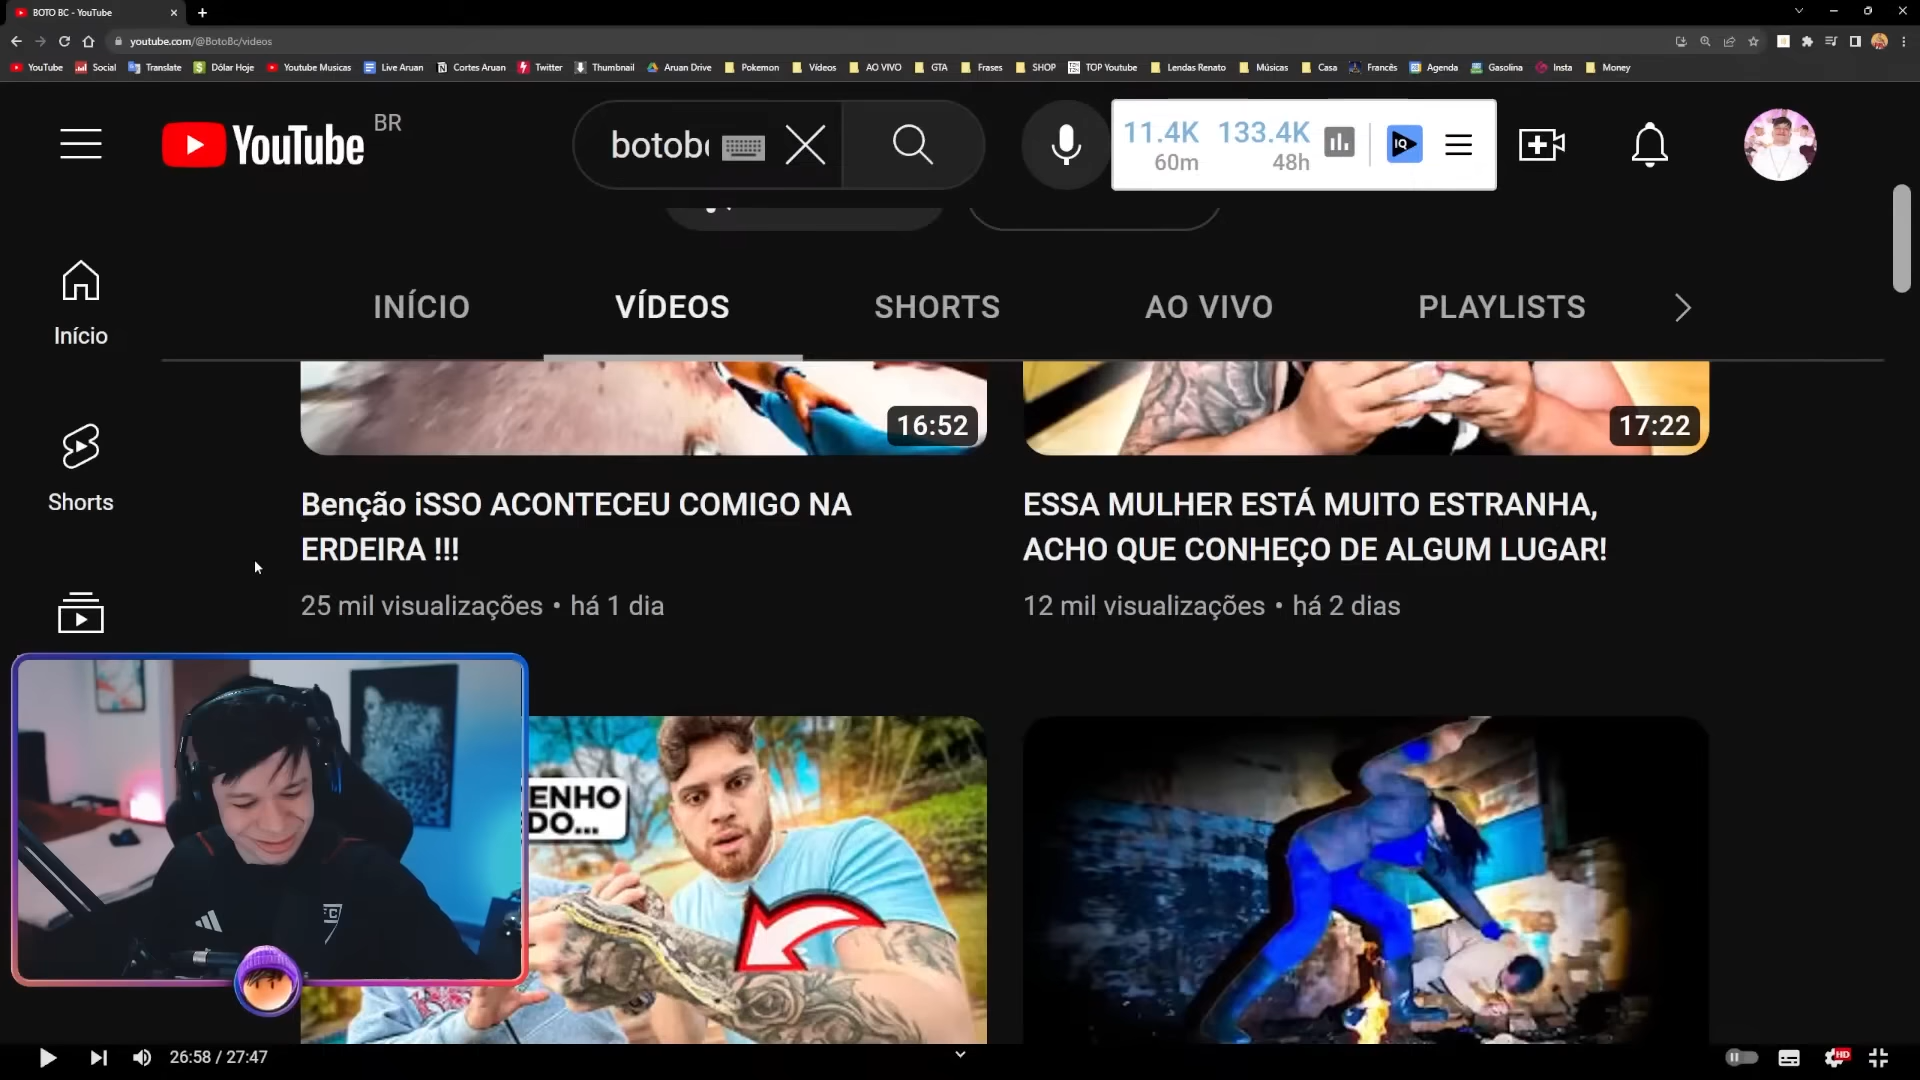 BOTO BC - YouTube
youtube.com/@BotoBc/videos
YouTube Social Translate Dólar Hoje Youtube Musicas Live Aruan Cortes Aruan Twitter Thumbnail Aruan Drive Pokemon Vídeos AO VIVO GTA Frases SHOP TOP Youtube Lendas Renato Músicas Casa Francês Agenda Gasolina Insta Money
YouTube BR
botob
11.4K 133.4K IQ
60m 48h
INÍCIO VÍDEOS SHORTS AO VIVO PLAYLISTS
Início
Shorts
16:52
17:22
Benção iSSO ACONTECEU COMIGO NA
ERDEIRA !!!
25 mil visualizações • há 1 dia
ESSA MULHER ESTÁ MUITO ESTRANHA,
ACHO QUE CONHEÇO DE ALGUM LUGAR!
12 mil visualizações • há 2 dias
ENHO
DO...
26:58 / 27:47
HD